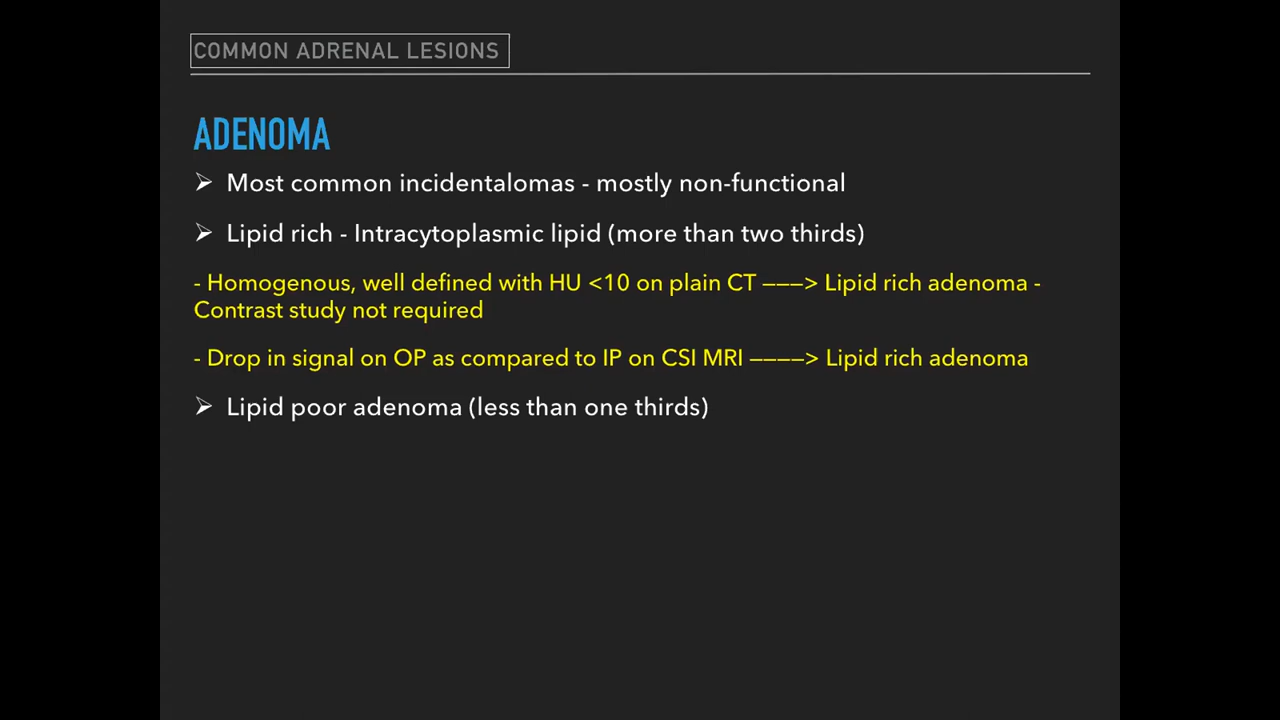 COMMON ADRENAL LESIONS
ADENOMA
➢ Most common incidentalomas - mostly non-functional
➢ Lipid rich - Intracytoplasmic lipid (more than two thirds)
- Homogenous, well defined with HU <10 on plain CT ———> Lipid rich adenoma -
Contrast study not required
- Drop in signal on OP as compared to IP on CSI MRI ————> Lipid rich adenoma
➢ Lipid poor adenoma (less than one thirds)